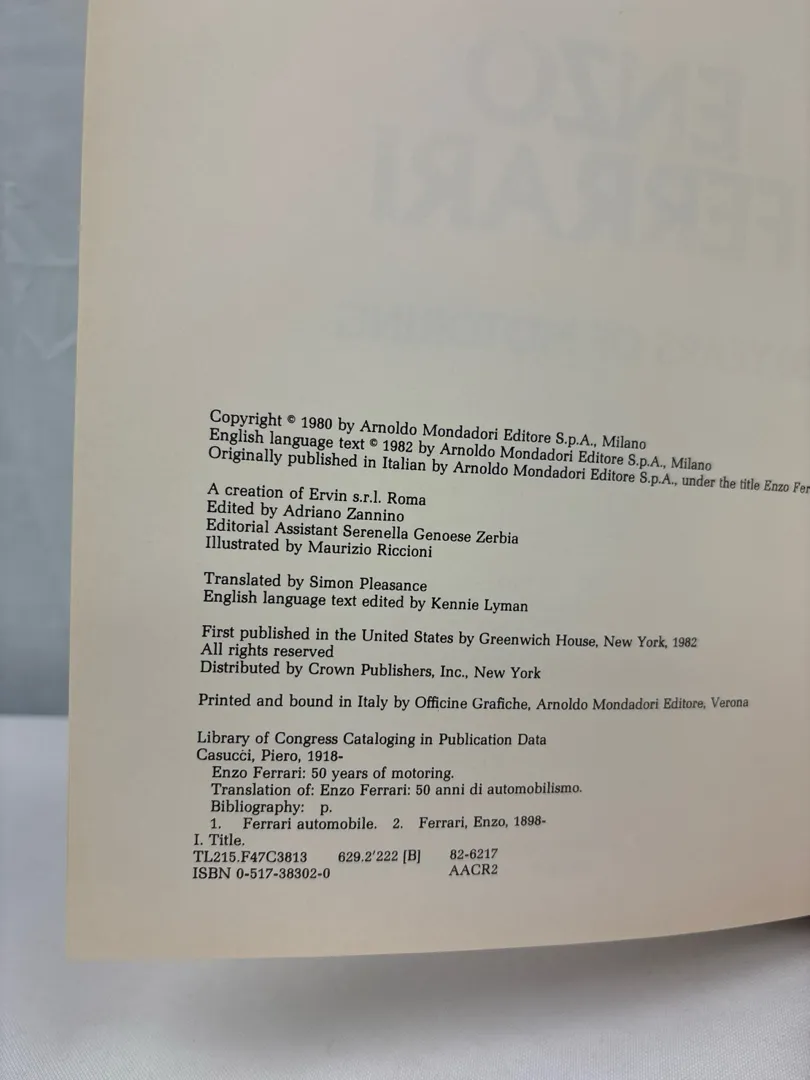 Copyright © 1980 by Arnoldo Mondadori Editore S.p.A., Milano
English language text © 1982 by Arnoldo Mondadori Editore S.p.A., Milano
Originally published in Italian by Arnoldo Mondadori Editore S.p.A., under the title Enzo Fer
A creation of Ervin s.r.l. Roma
Edited by Adriano Zannino
Editorial Assistant Serenella Genoese Zerbia
Illustrated by Maurizio Riccioni
Translated by Simon Pleasance
English language text edited by Kennie Lyman
First published in the United States by Greenwich House, New York, 1982
All rights reserved
Distributed by Crown Publishers, Inc., New York
Printed and bound in Italy by Officine Grafiche, Arnoldo Mondadori Editore, Verona
Library of Congress Cataloging in Publication Data
Casucci, Piero, 1918-
Enzo Ferrari: 50 years of motoring.
Translation of: Enzo Ferrari: 50 anni di automobilismo.
Bibliography: p.
1. Ferrari automobile. 2. Ferrari, Enzo, 1898-
I. Title.
TL215.F47C3813 629.2'222 [B] 82-6217
ISBN 0-517-38302-0 AACR2